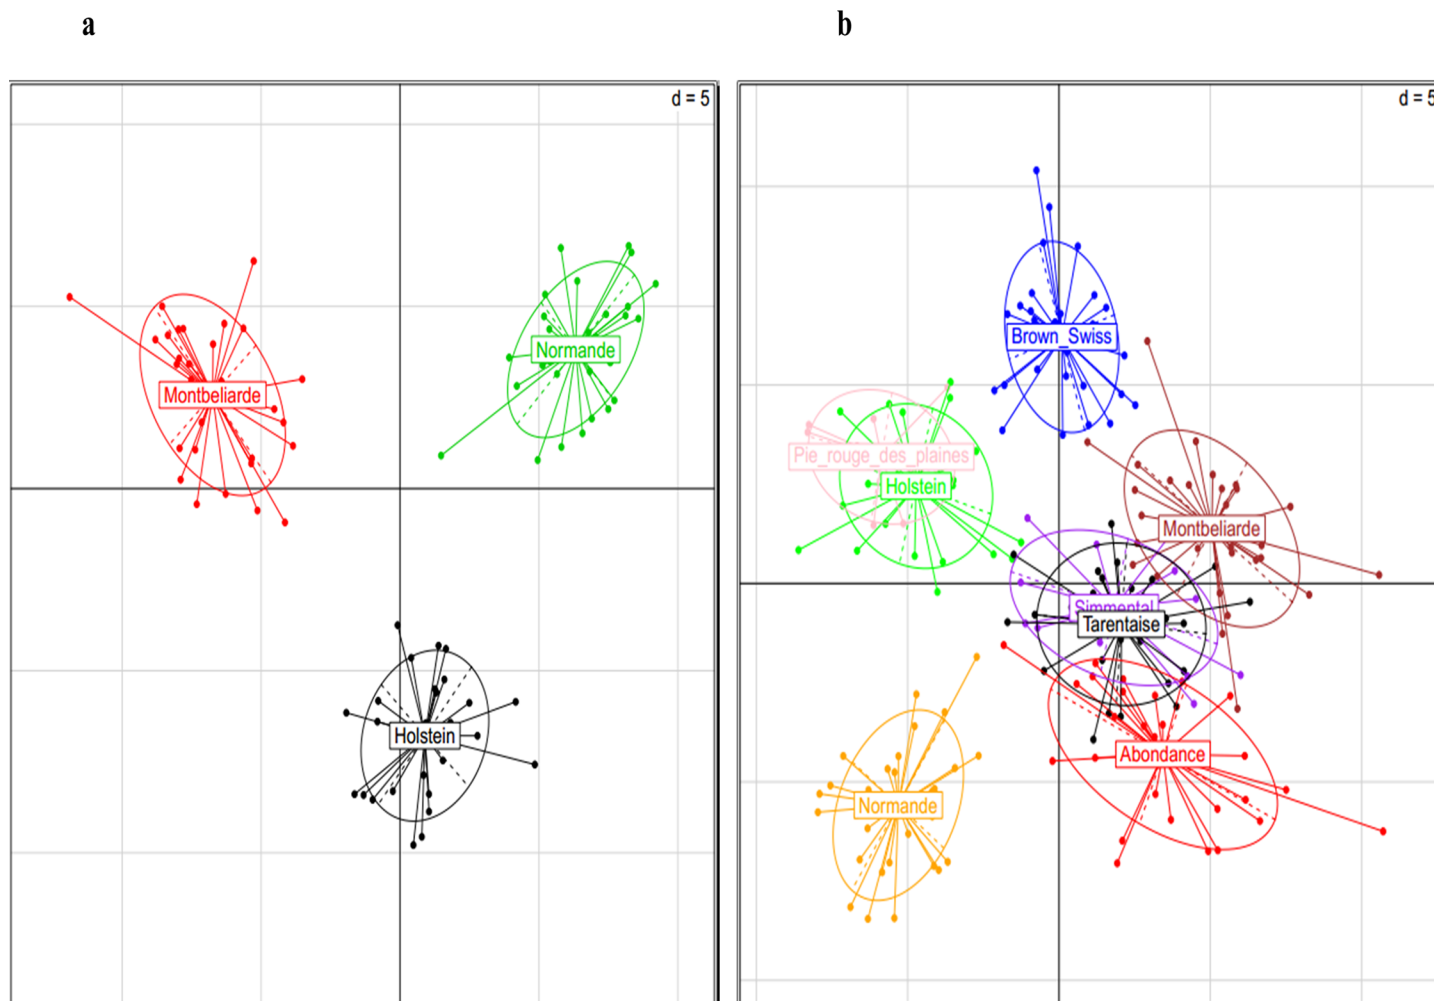 a
b
d = 5
d = 5
Montbeliarde
Normande
Holstein
Brown_Swiss
Pie_rouge_des_plaines
Holstein
Montbeliarde
Simmental
Tarentaise
Abondance
Normande